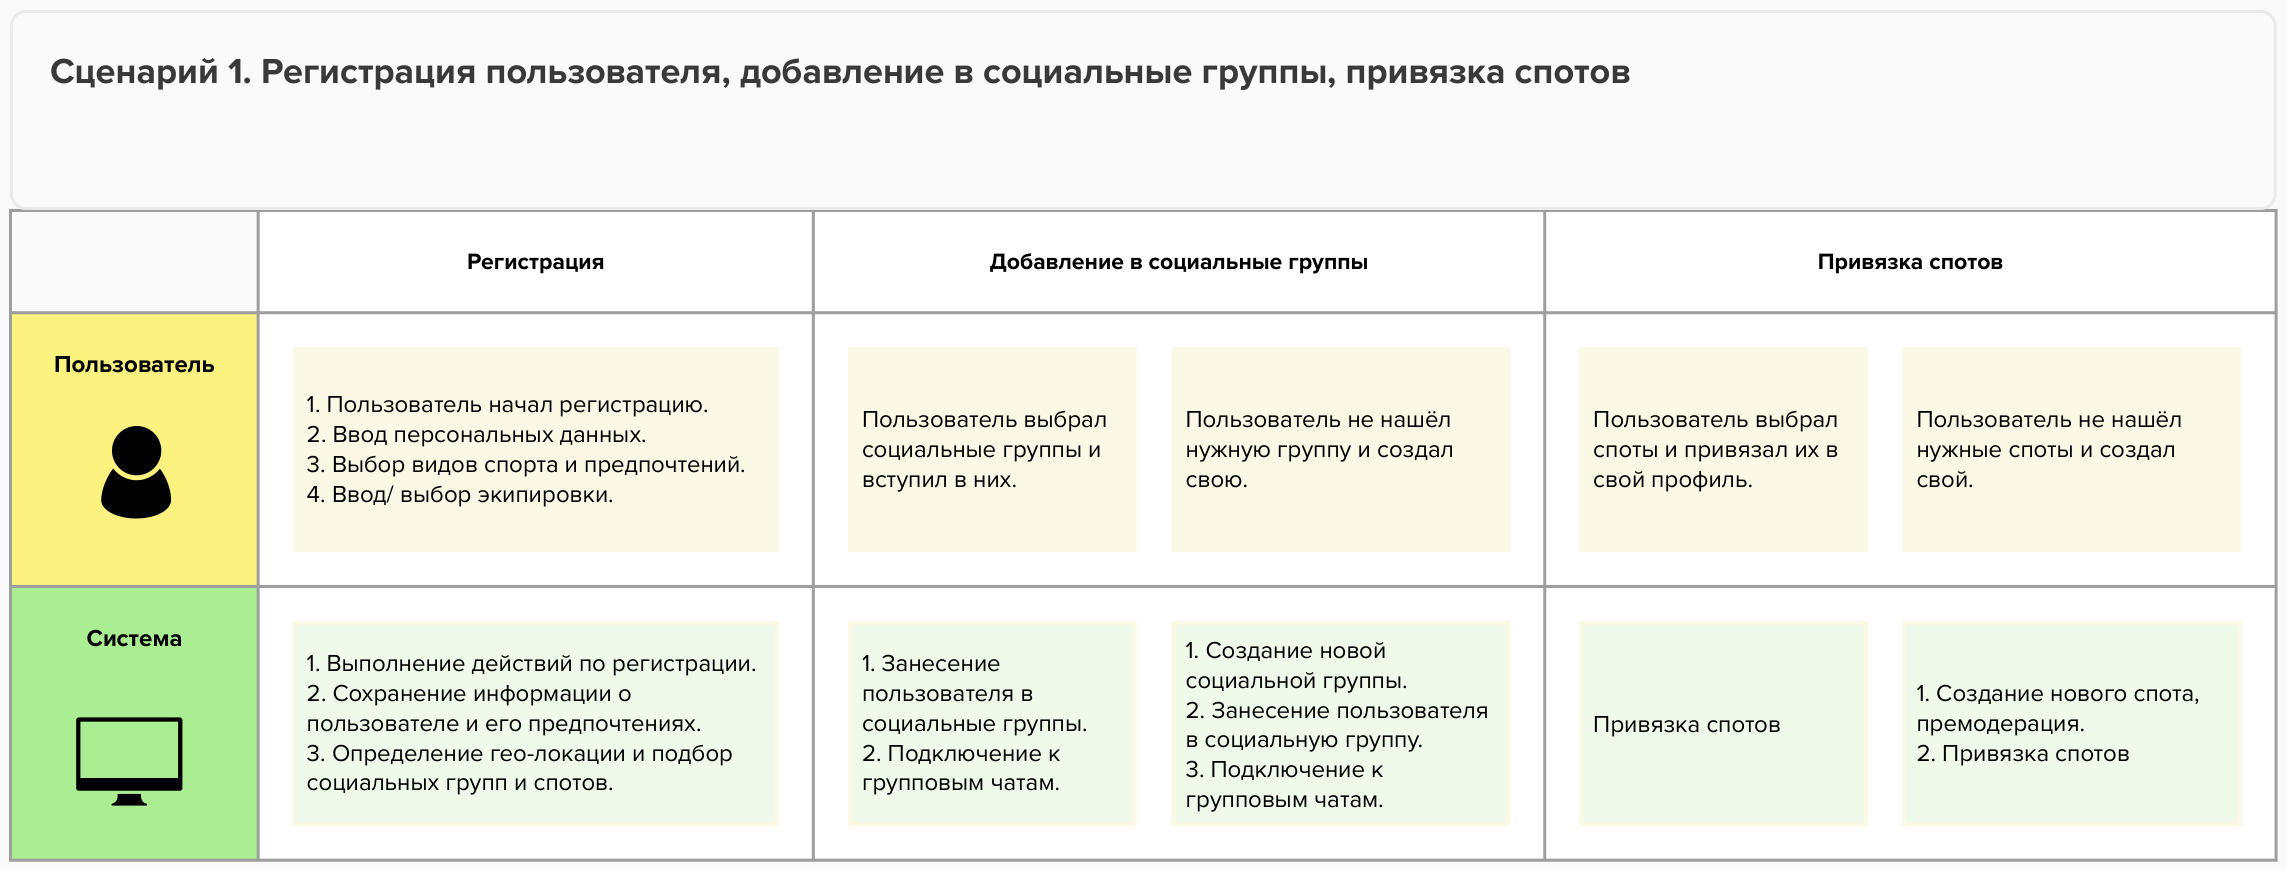 Сценарий 1. Регистрация пользователя, добавление в социальные группы, привязка спотов
Регистрация
Добавление в социальные группы
Привязка спотов
Пользователь
1. Пользователь начал регистрацию.
2. Ввод персональных данных.
3. Выбор видов спорта и предпочтений.
4. Ввод/ выбор экипировки.
Пользователь выбрал
социальные группы и
вступил в них.
Пользователь не нашёл
нужную группу и создал
свою.
Пользователь выбрал
споты и привязал их в
свой профиль.
Пользователь не нашёл
нужные споты и создал
свой.
Система
1. Выполнение действий по регистрации.
2. Сохранение информации о
пользователе и его предпочтениях.
3. Определение гео-локации и подбор
социальных групп и спотов.
1. Занесение
пользователя в
социальные группы.
2. Подключение к
групповым чатам.
1. Создание новой
социальной группы.
2. Занесение пользователя
в социальную группу.
3. Подключение к
групповым чатам.
Привязка спотов
1. Создание нового спота,
премодерация.
2. Привязка спотов